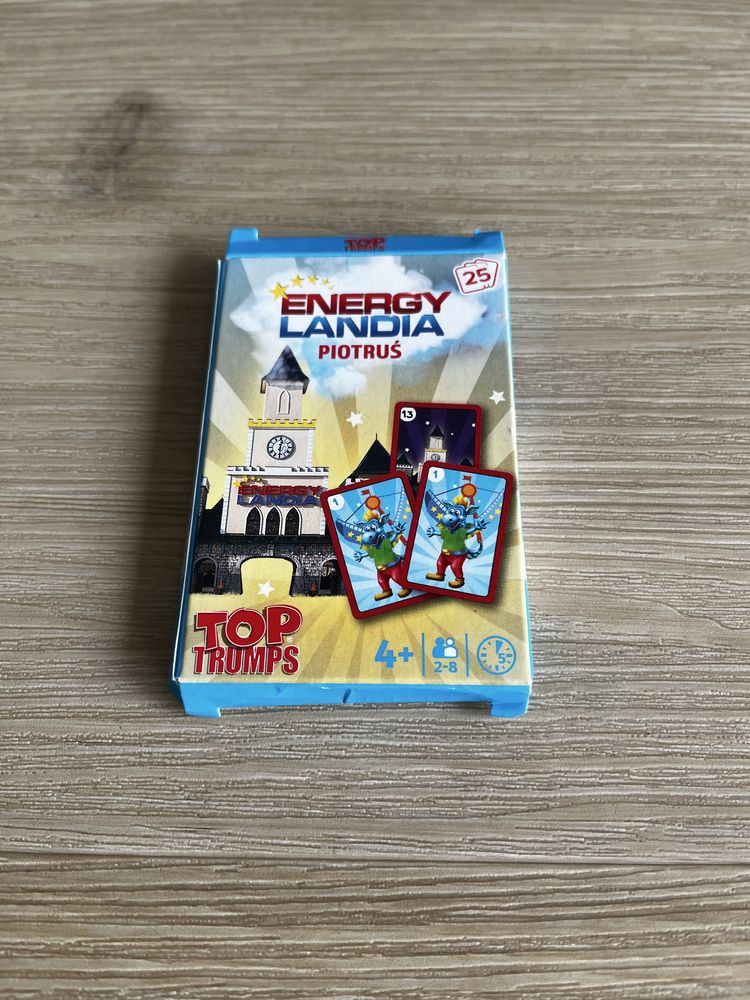 TOP
TRUMPS
25
ENERGY
LANDIA
PIOTRUŚ
13
ENERGY
LANDIA
1
1
TOP
TRUMPS
4+
2-8
5